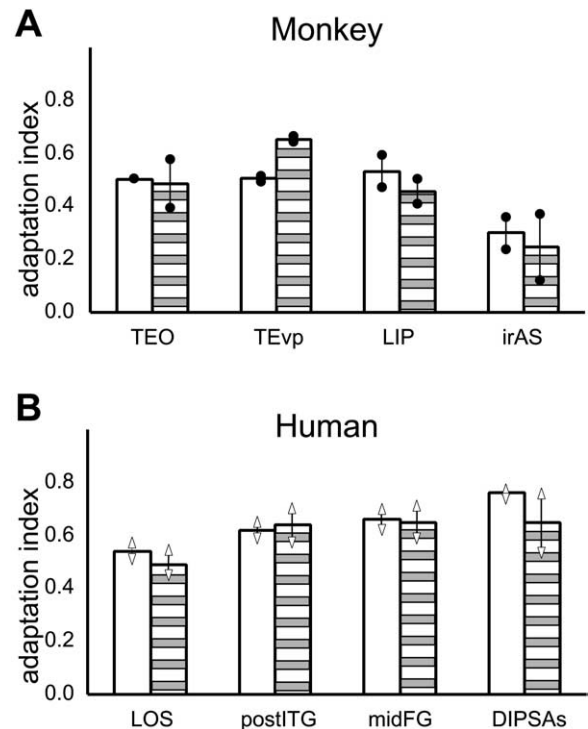 A
Monkey
adaptation index
0.8
0.6
0.4
0.2
0.0
TEO TEvp LIP irAS
B
Human
adaptation index
0.8
0.6
0.4
0.2
0.0
LOS postITG midFG DIPSAs